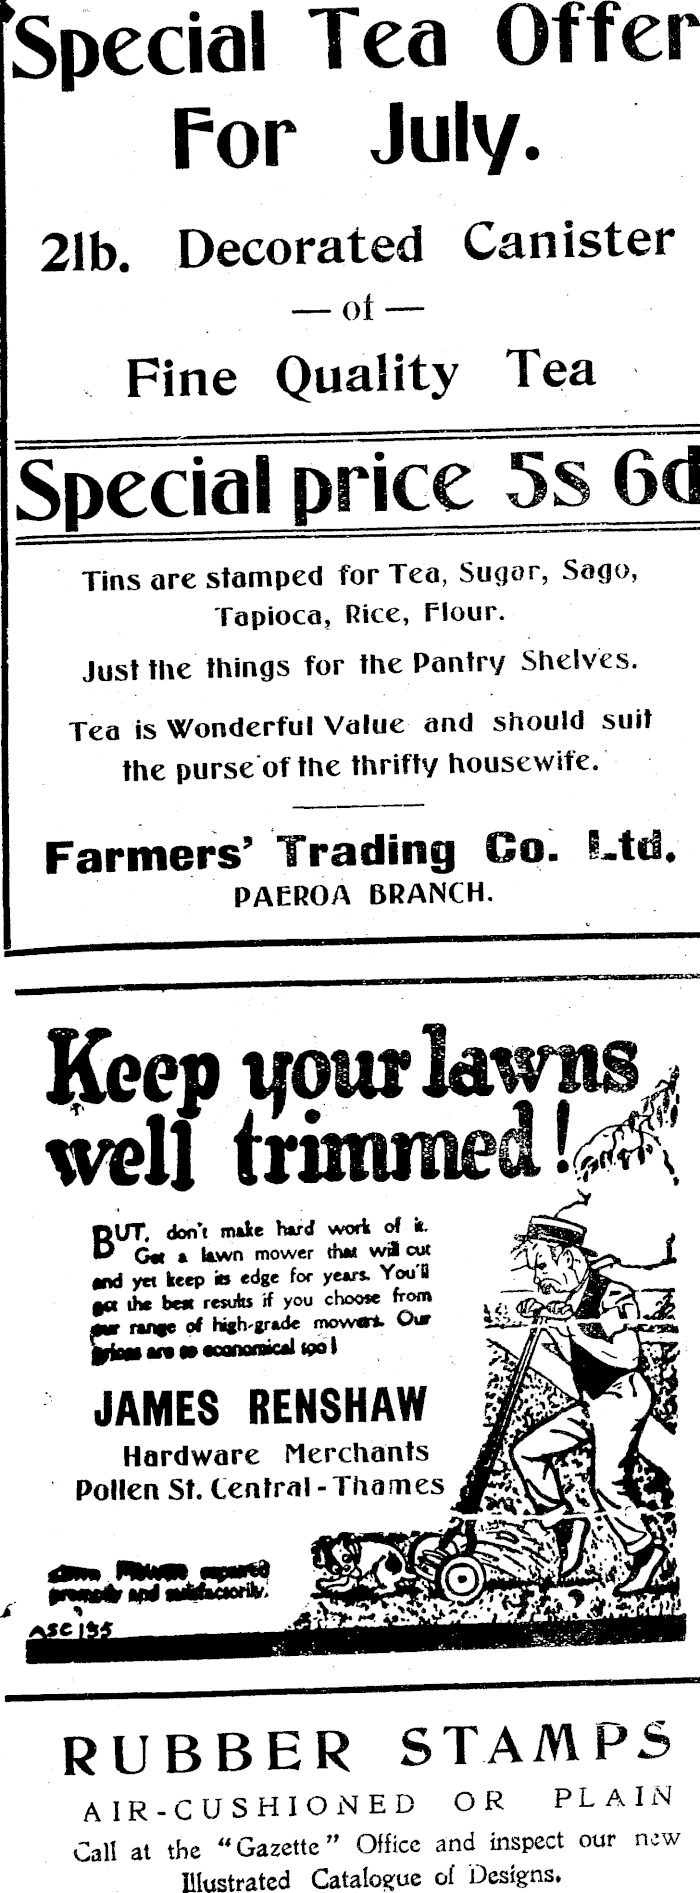 Special Tea Offer
For July.
2lb. Decorated Canister
— of —
Fine Quality Tea
Special price 5s 6d
Tins are stamped for Tea, Sugar, Sago,
Tapioca, Rice, Flour.
Just the things for the Pantry Shelves.
Tea is Wonderful Value and should suit
the purse of the thrifty housewife.
Farmers' Trading Co. Ltd.
PAEROA BRANCH.
Keep your lawns
well trimmed!
BUT, don't make hard work of it.
Get a lawn mower that will cut
and yet keep its edge for years. You'll
get the best results if you choose from
our range of high-grade mowers. Our
prices are so economical too!
JAMES RENSHAW
Hardware Merchants
Pollen St. Central - Thames
Lawn Mowers repaired
promptly and satisfactorily.
ASC 195
RUBBER STAMPS
AIR-CUSHIONED OR PLAIN
Call at the "Gazette" Office and inspect our new
Illustrated Catalogue of Designs.